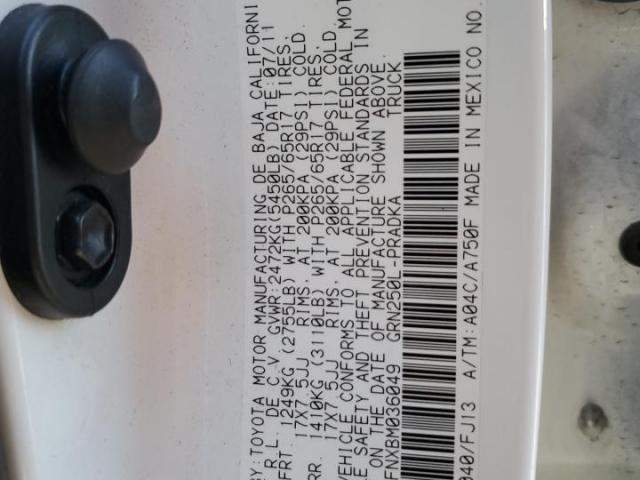 BY:TOYOTA MOTOR MANUFACTURING DE BAJA CALIFORNI
R.L. DE C.V. GVWR:2472KG(5450LB) DATE:07/11
FRT. 1249KG (2755LB) WITH P265/65R17 TIRES,
17X7.5JJ RIMS, AT 200KPA (29PSI) COLD.
RR. 1410KG (3110LB) WITH P265/65R17 TIRES,
17X7.5JJ RIMS, AT 200KPA (29PSI) COLD.
VEHICLE CONFORMS TO ALL APPLICABLE FEDERAL MOT
LE SAFETY AND THEFT PREVENTION STANDARDS IN
ON THE DATE OF MANUFACTURE SHOWN ABOVE.
FNXBM036049 GRN250L-PRADKA TRUCK
040/FJ13 A/TM:A04C/A750F MADE IN MEXICO NO.